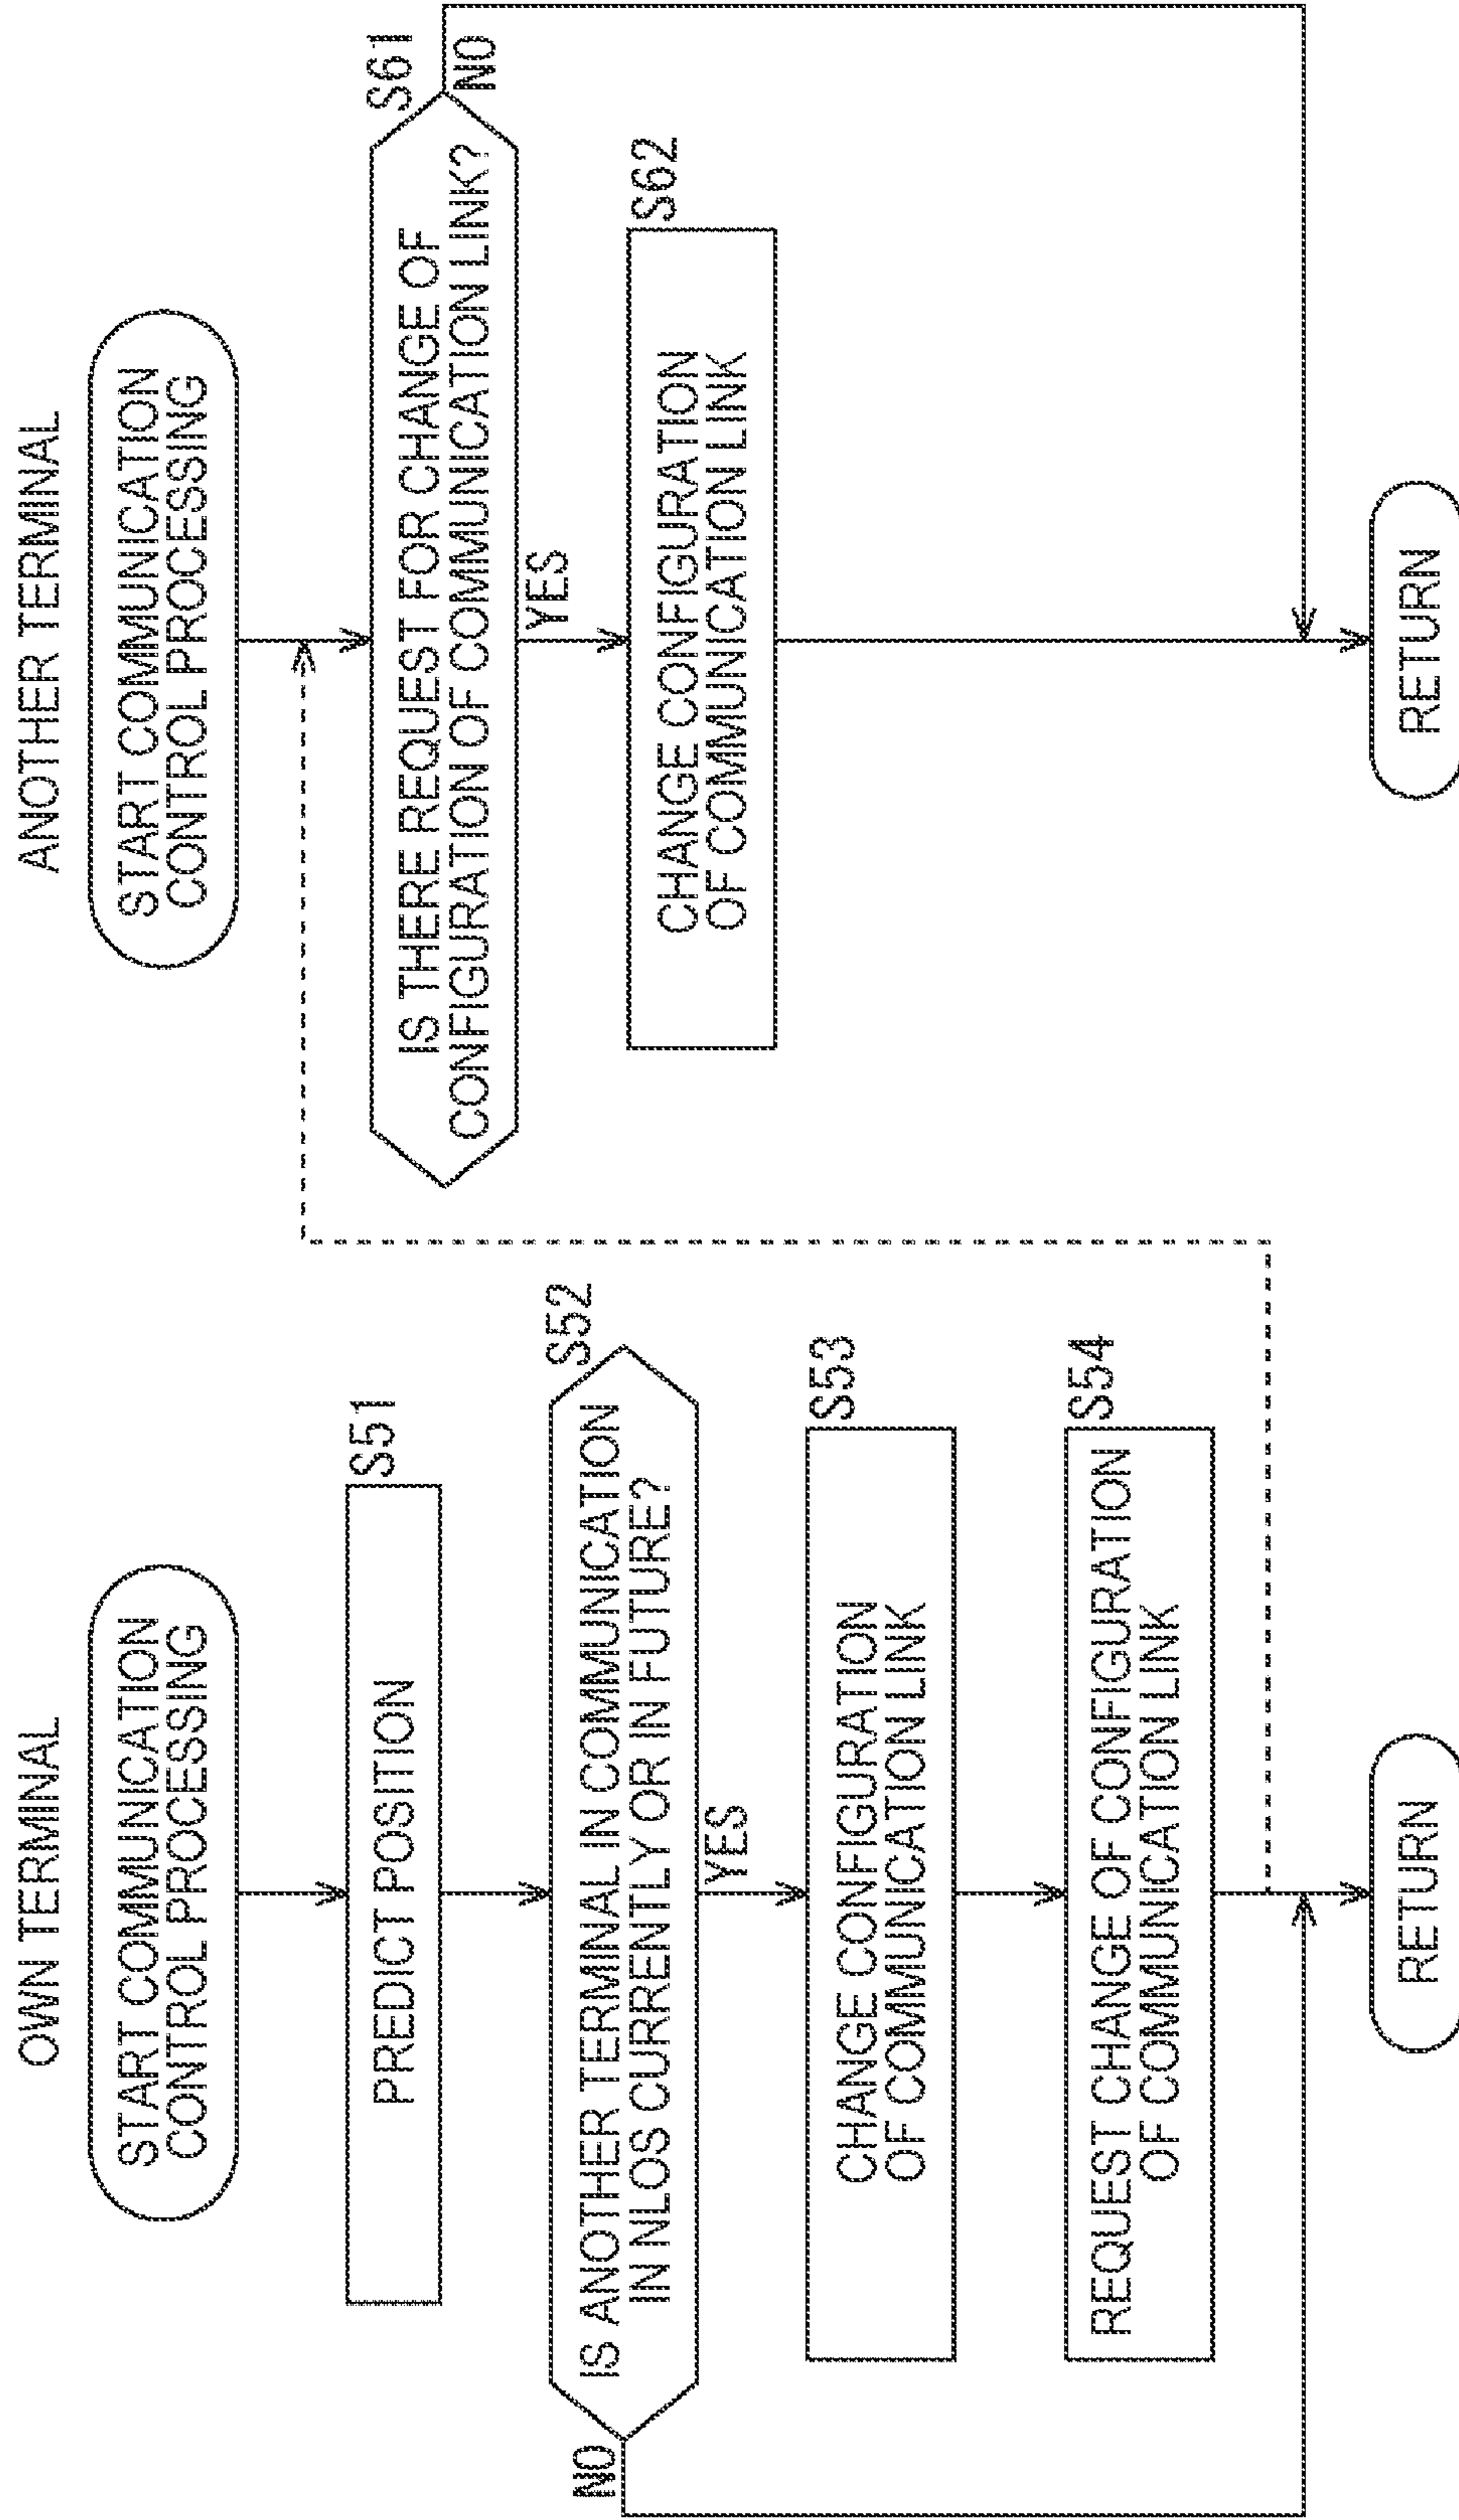 OWN TERMINAL
START COMMUNICATION
CONTROL PROCESSING
S51
PREDICT POSITION
S52
IS ANOTHER TERMINAL IN COMMUNICATION
IN NLOS CURRENTLY OR IN FUTURE?
NO
YES
S53
CHANGE CONFIGURATION
OF COMMUNICATION LINK
S54
REQUEST CHANGE OF CONFIGURATION
OF COMMUNICATION LINK
RETURN
ANOTHER TERMINAL
START COMMUNICATION
CONTROL PROCESSING
S61
IS THERE REQUEST FOR CHANGE OF
CONFIGURATION OF COMMUNICATION LINK?
NO
YES
S62
CHANGE CONFIGURATION
OF COMMUNICATION LINK
RETURN